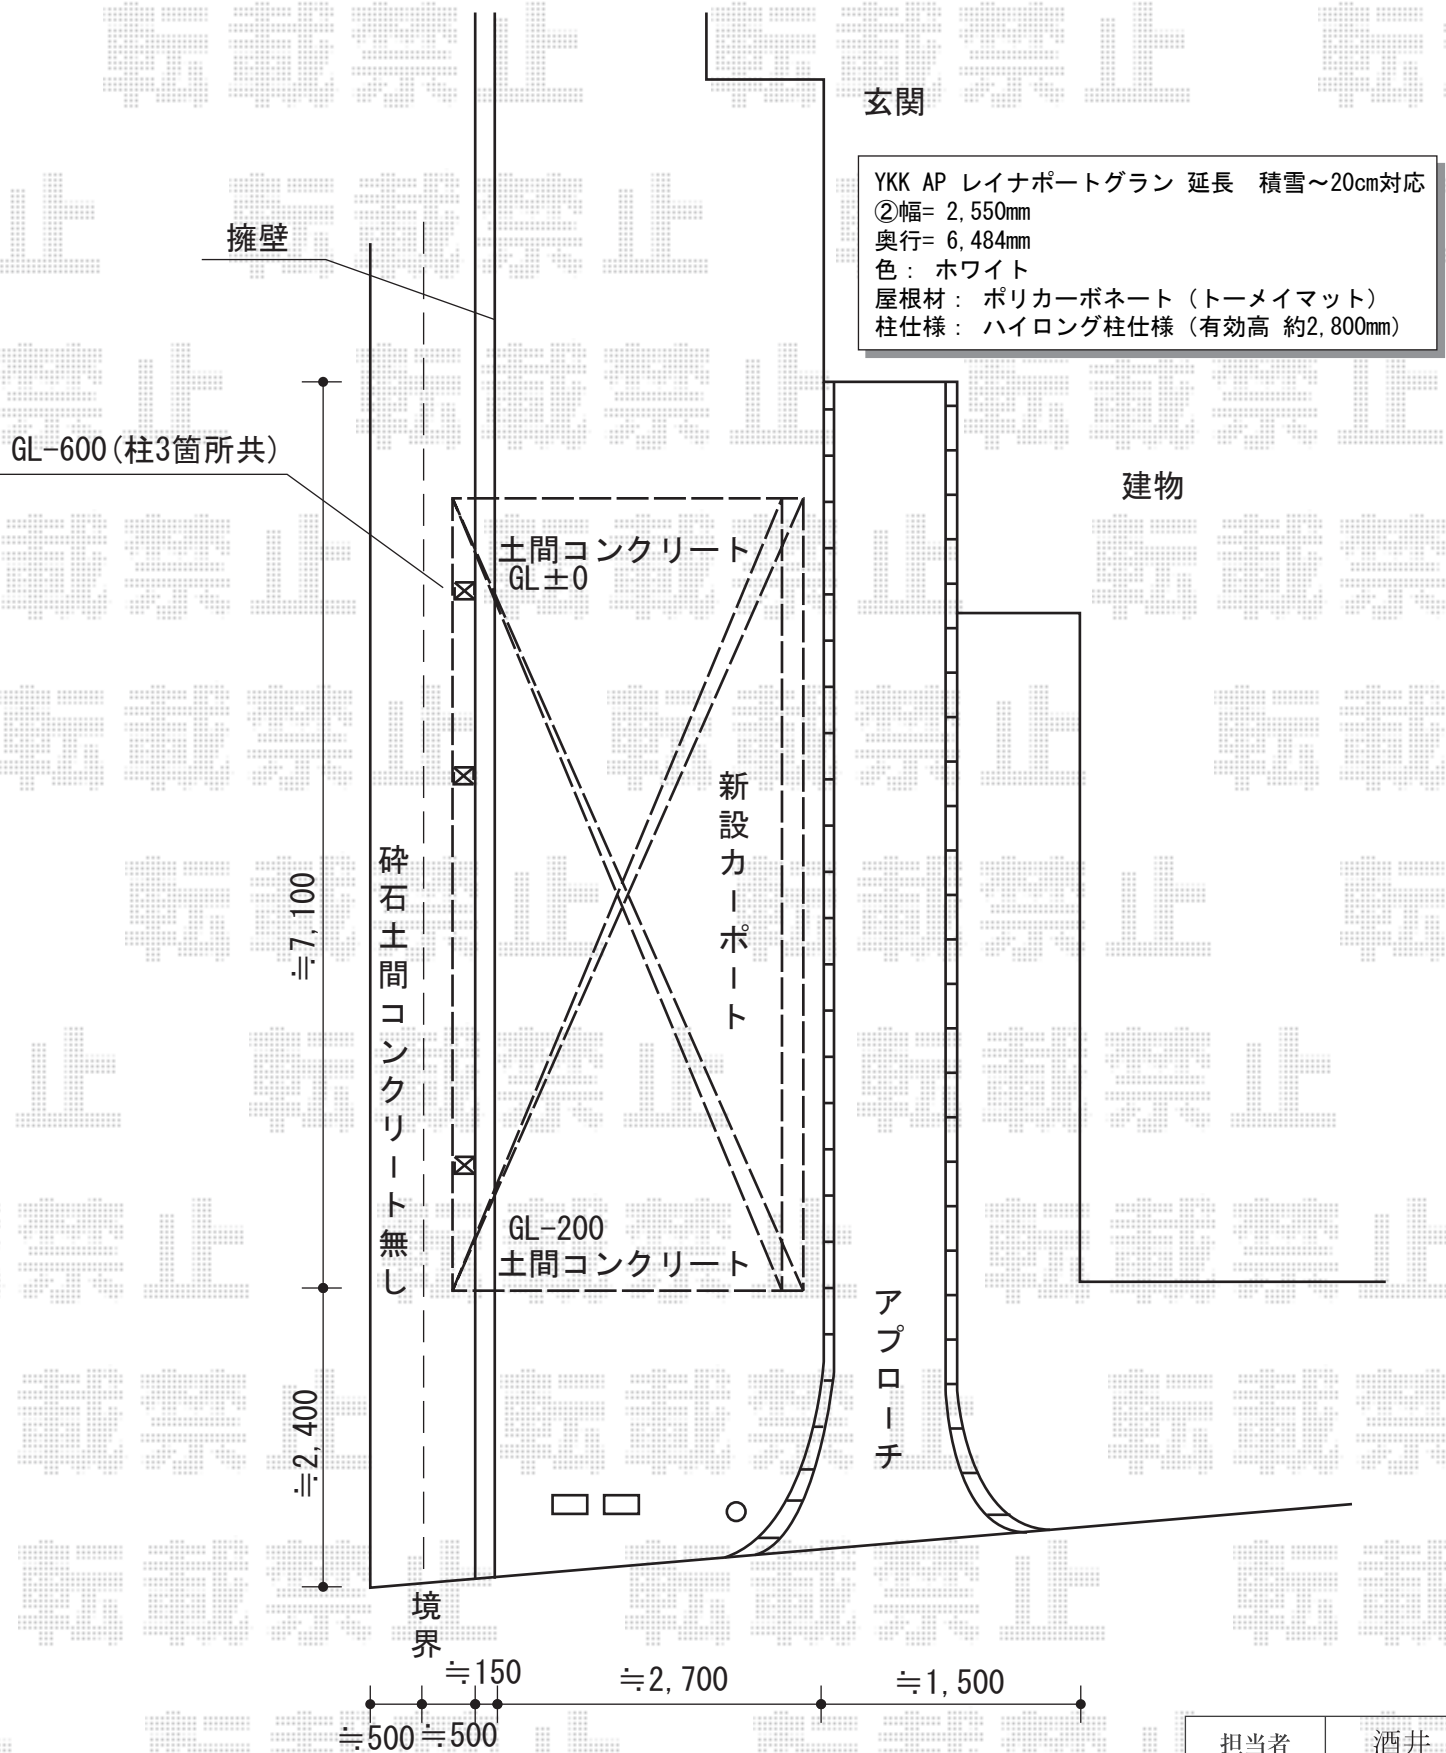 玄関
YKK AP レイナポートグラン 延長　積雪～20cm対応
②幅= 2,550mm
奥行= 6,484mm
色： ホワイト
屋根材： ポリカーボネート（トーメイマット）
柱仕様： ハイロング柱仕様（有効高 約2,800mm）
擁壁
GL-600(柱3箇所共)
建物
土間コンクリート
GL±0
新設カーポート
砕石土間コンクリート無し
≒7,100
GL-200
土間コンクリート
アプローチ
≒2,400
境界
≒150
≒2,700
≒1,500
≒500
≒500
担当者
酒井
転載禁止